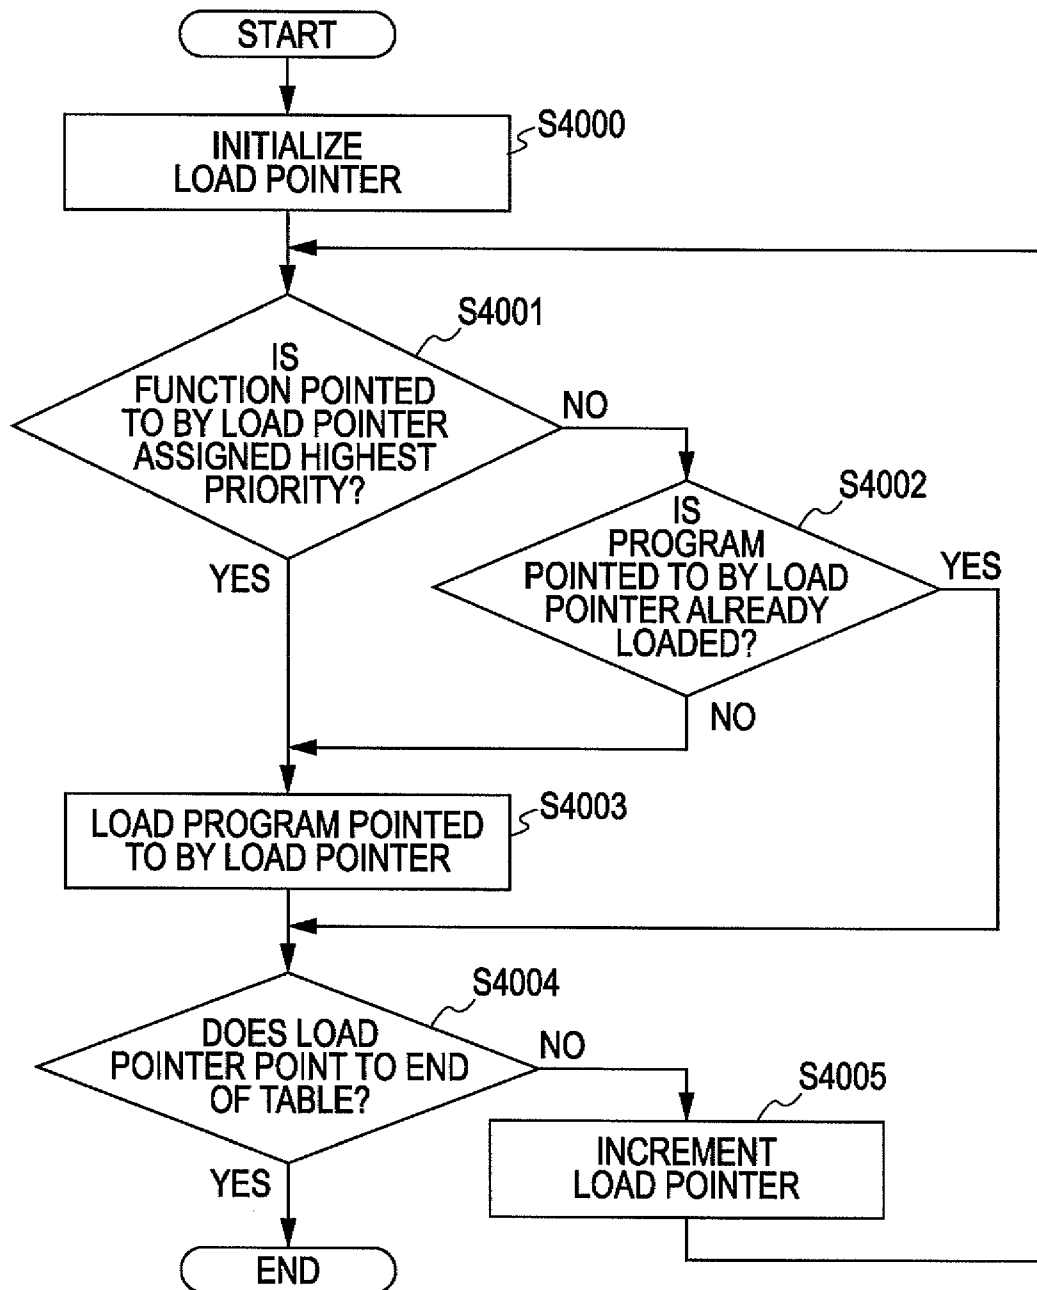 START
INITIALIZE
LOAD POINTER
S4000
S4001
IS
FUNCTION POINTED
TO BY LOAD POINTER
ASSIGNED HIGHEST
PRIORITY?
NO
YES
S4002
IS
PROGRAM
POINTED TO BY LOAD
POINTER ALREADY
LOADED?
YES
NO
LOAD PROGRAM POINTED
TO BY LOAD POINTER
S4003
S4004
DOES LOAD
POINTER POINT TO END
OF TABLE?
NO
YES
S4005
INCREMENT
LOAD POINTER
END